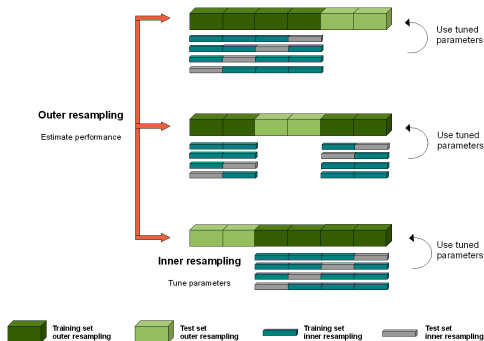 Use tuned
parameters
Outer resampling
Estimate performance
Use tuned
parameters
Use tuned
parameters
Inner resampling
Tune parameters
Training set
outer resampling
Test set
outer resampling
Training set
inner resampling
Test set
inner resampling